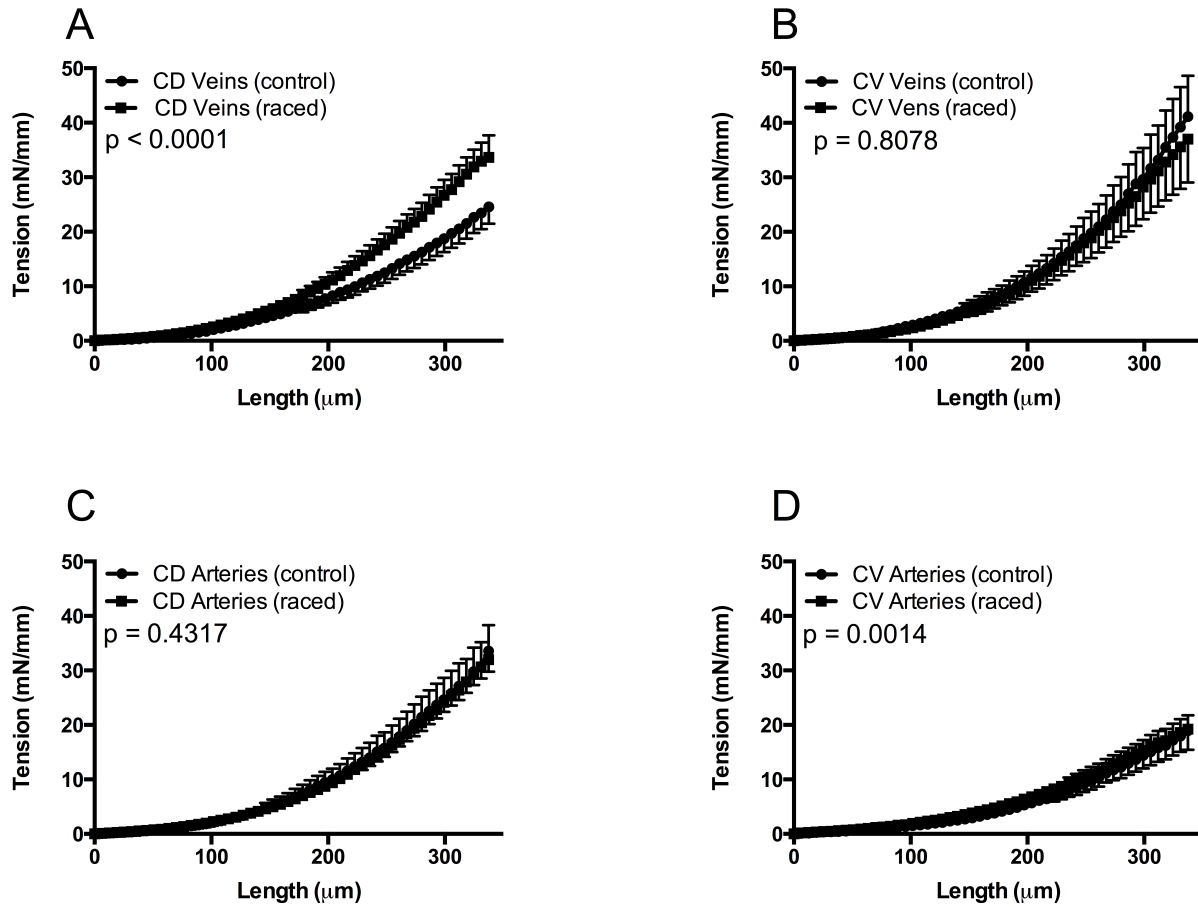 A
CD Veins (control)
CD Veins (raced)
p < 0.0001
50
40
30
20
10
0
Tension (mN/mm)
0 100 200 300
Length (μm)
B
CV Veins (control)
CV Vens (raced)
p = 0.8078
50
40
30
20
10
0
Tension (mN/mm)
0 100 200 300
Length (μm)
C
CD Arteries (control)
CD Arteries (raced)
p = 0.4317
50
40
30
20
10
0
Tension (mN/mm)
0 100 200 300
Length (μm)
D
CV Arteries (control)
CV Arteries (raced)
p = 0.0014
50
40
30
20
10
0
Tension (mN/mm)
0 100 200 300
Length (μm)